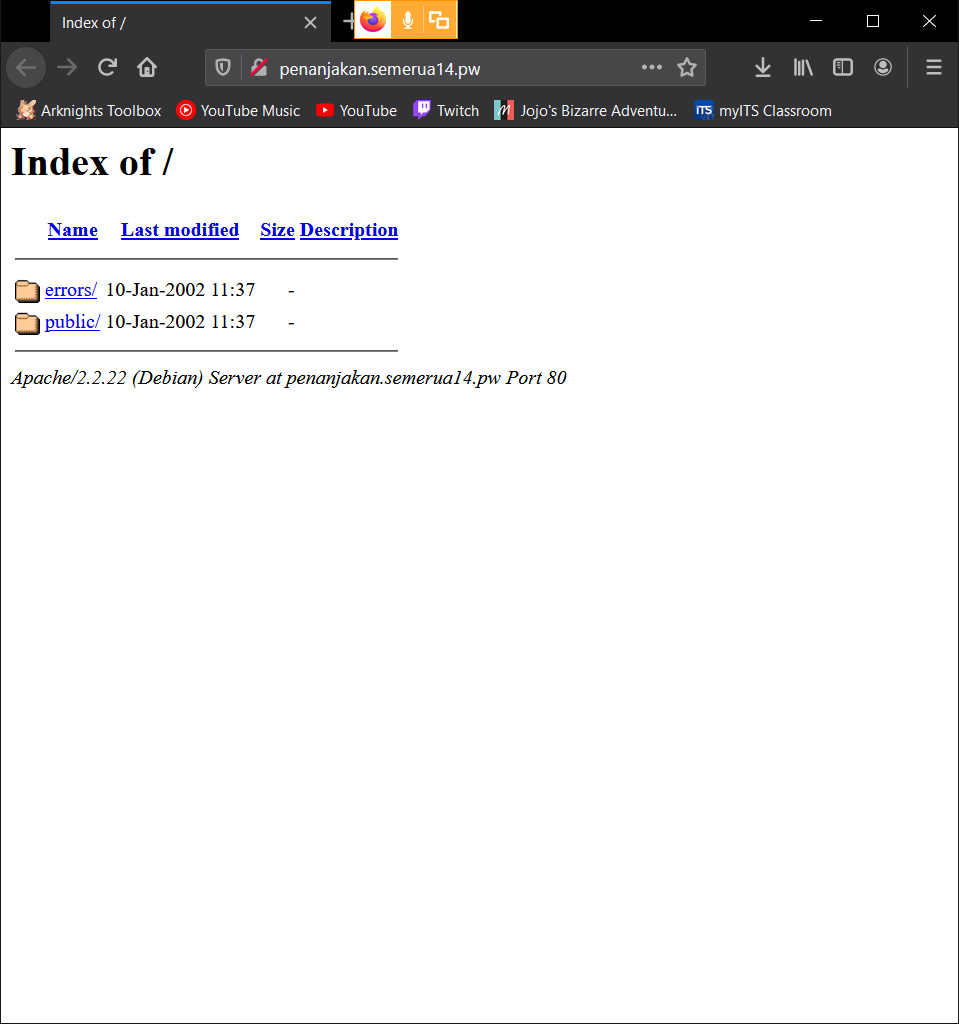 Index of /
penanjakan.semerua14.pw
Arknights Toolbox YouTube Music YouTube Twitch Jojo's Bizarre Adventu... ITS myITS Classroom
Index of /
Name Last modified Size Description
errors/ 10-Jan-2002 11:37 -
public/ 10-Jan-2002 11:37 -
Apache/2.2.22 (Debian) Server at penanjakan.semerua14.pw Port 80